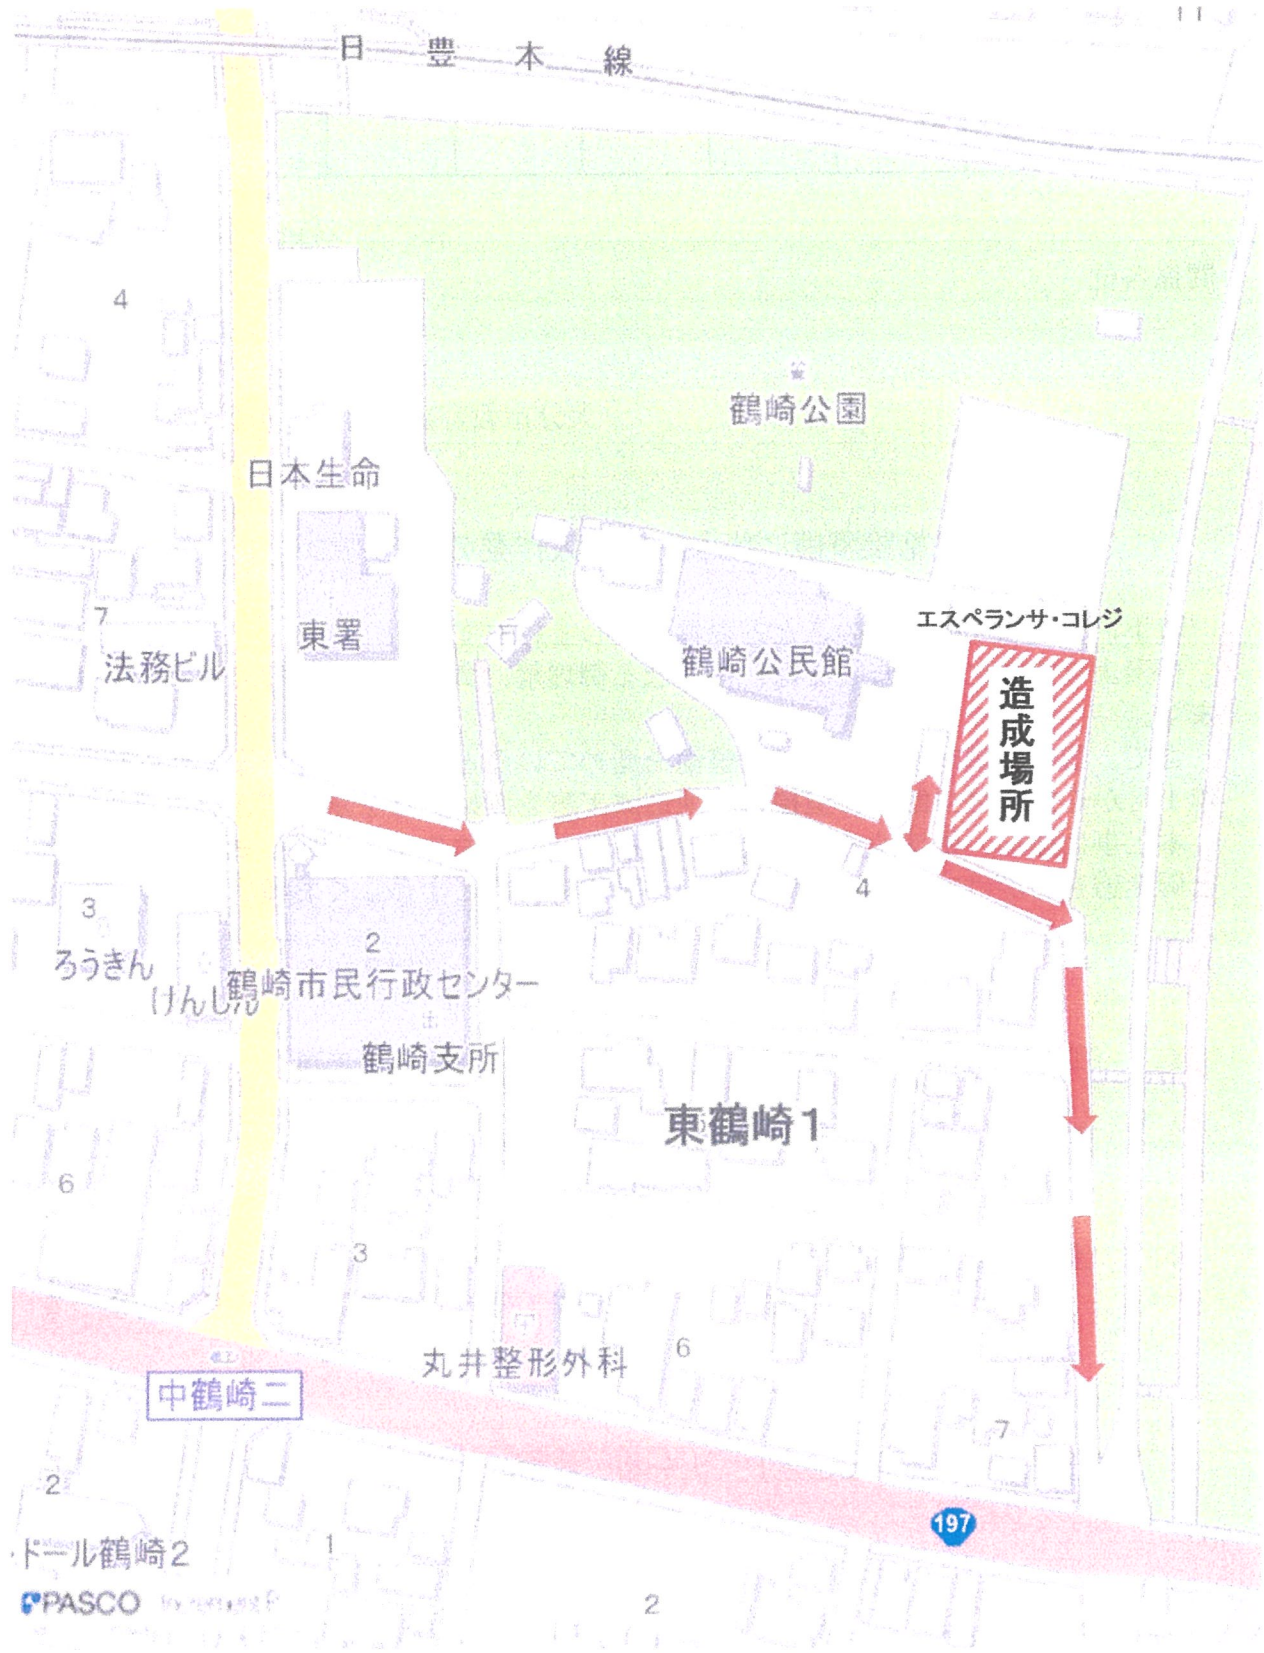 11
日豊本線
4
鶴崎公園
日本生命
エスペランサ・コレジ
7
東署
法務ビル
鶴崎公民館
造成場所
4
3
2
ろうきん
けんしん
鶴崎市民行政センター
鶴崎支所
東鶴崎1
6
3
6
丸井整形外科
中鶴崎二
7
2
197
1
ドール鶴崎2
PASCO
2